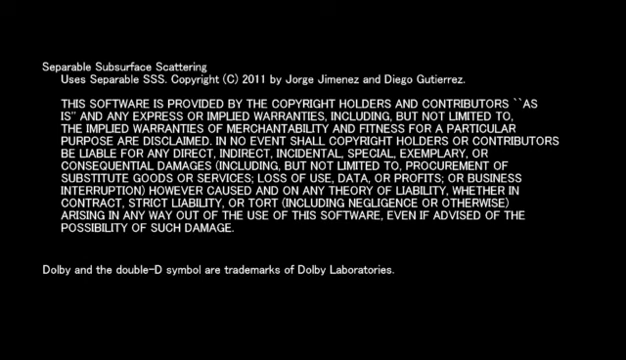 Separable Subsurface Scattering
Uses Separable SSS. Copyright (C) 2011 by Jorge Jimenez and Diego Gutierrez.
THIS SOFTWARE IS PROVIDED BY THE COPYRIGHT HOLDERS AND CONTRIBUTORS ``AS
IS'' AND ANY EXPRESS OR IMPLIED WARRANTIES, INCLUDING, BUT NOT LIMITED TO,
THE IMPLIED WARRANTIES OF MERCHANTABILITY AND FITNESS FOR A PARTICULAR
PURPOSE ARE DISCLAIMED. IN NO EVENT SHALL COPYRIGHT HOLDERS OR CONTRIBUTORS
BE LIABLE FOR ANY DIRECT, INDIRECT, INCIDENTAL, SPECIAL, EXEMPLARY, OR
CONSEQUENTIAL DAMAGES (INCLUDING, BUT NOT LIMITED TO, PROCUREMENT OF
SUBSTITUTE GOODS OR SERVICES; LOSS OF USE, DATA, OR PROFITS; OR BUSINESS
INTERRUPTION) HOWEVER CAUSED AND ON ANY THEORY OF LIABILITY, WHETHER IN
CONTRACT, STRICT LIABILITY, OR TORT (INCLUDING NEGLIGENCE OR OTHERWISE)
ARISING IN ANY WAY OUT OF THE USE OF THIS SOFTWARE, EVEN IF ADVISED OF THE
POSSIBILITY OF SUCH DAMAGE.
Dolby and the double-D symbol are trademarks of Dolby Laboratories.